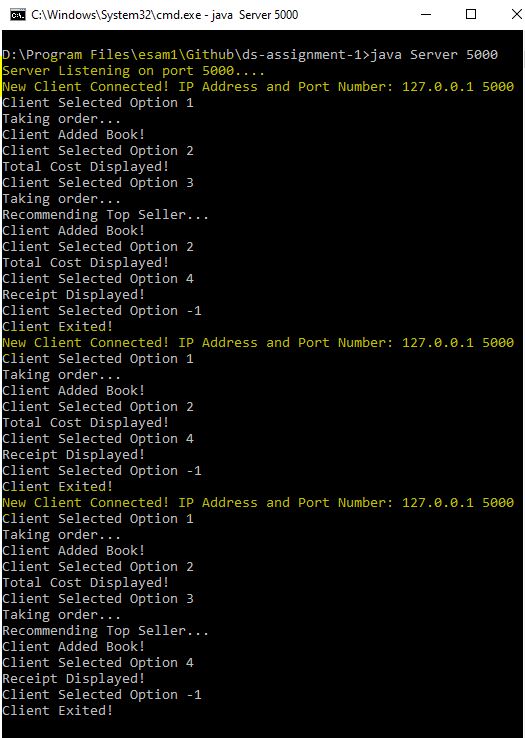 C:\Windows\System32\cmd.exe - java  Server 5000
D:\Program Files\esam1\Github\ds-assignment-1>java Server 5000
Server Listening on port 5000....
New Client Connected! IP Address and Port Number: 127.0.0.1 5000
Client Selected Option 1
Taking order...
Client Added Book!
Client Selected Option 2
Total Cost Displayed!
Client Selected Option 3
Taking order...
Recommending Top Seller...
Client Added Book!
Client Selected Option 2
Total Cost Displayed!
Client Selected Option 4
Receipt Displayed!
Client Selected Option -1
Client Exited!
New Client Connected! IP Address and Port Number: 127.0.0.1 5000
Client Selected Option 1
Taking order...
Client Added Book!
Client Selected Option 2
Total Cost Displayed!
Client Selected Option 4
Receipt Displayed!
Client Selected Option -1
Client Exited!
New Client Connected! IP Address and Port Number: 127.0.0.1 5000
Client Selected Option 1
Taking order...
Client Added Book!
Client Selected Option 2
Total Cost Displayed!
Client Selected Option 3
Taking order...
Recommending Top Seller...
Client Added Book!
Client Selected Option 4
Receipt Displayed!
Client Selected Option -1
Client Exited!